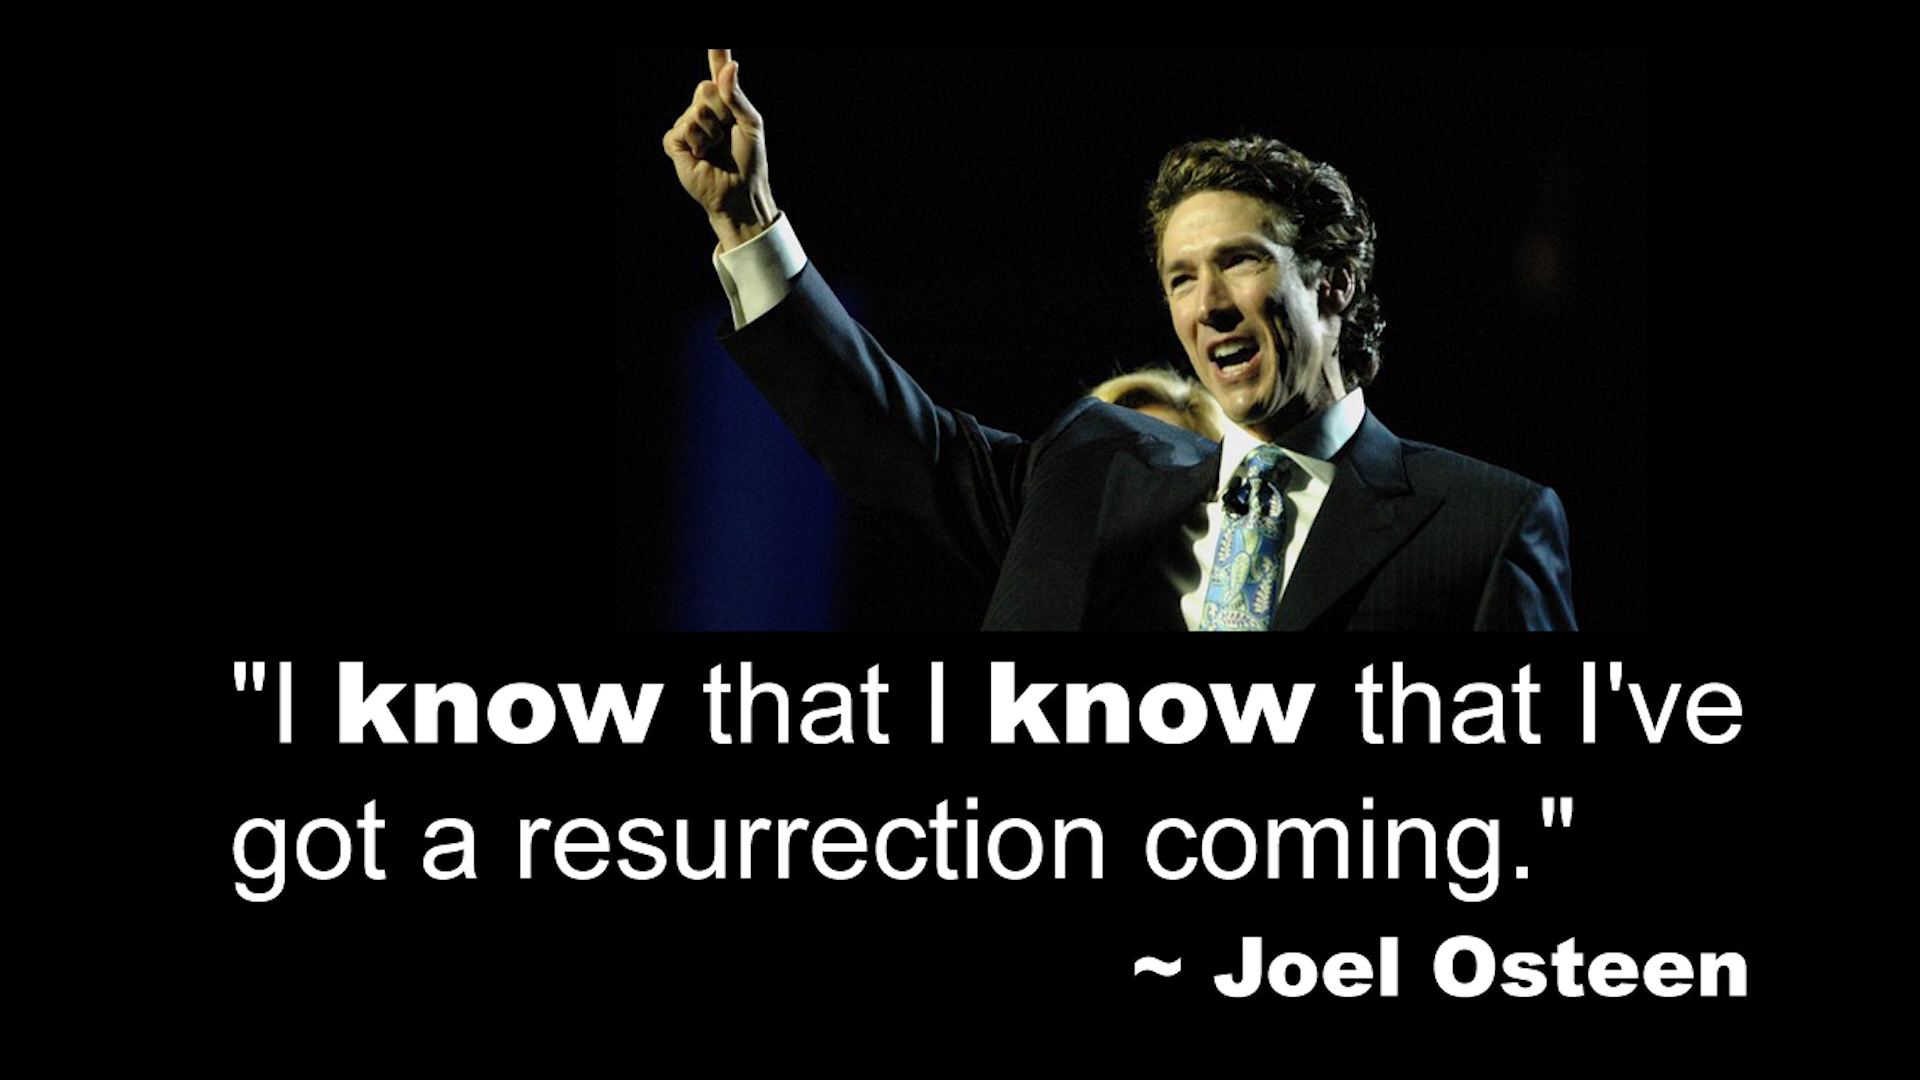 "I know that I know that I've
got a resurrection coming."
~ Joel Osteen